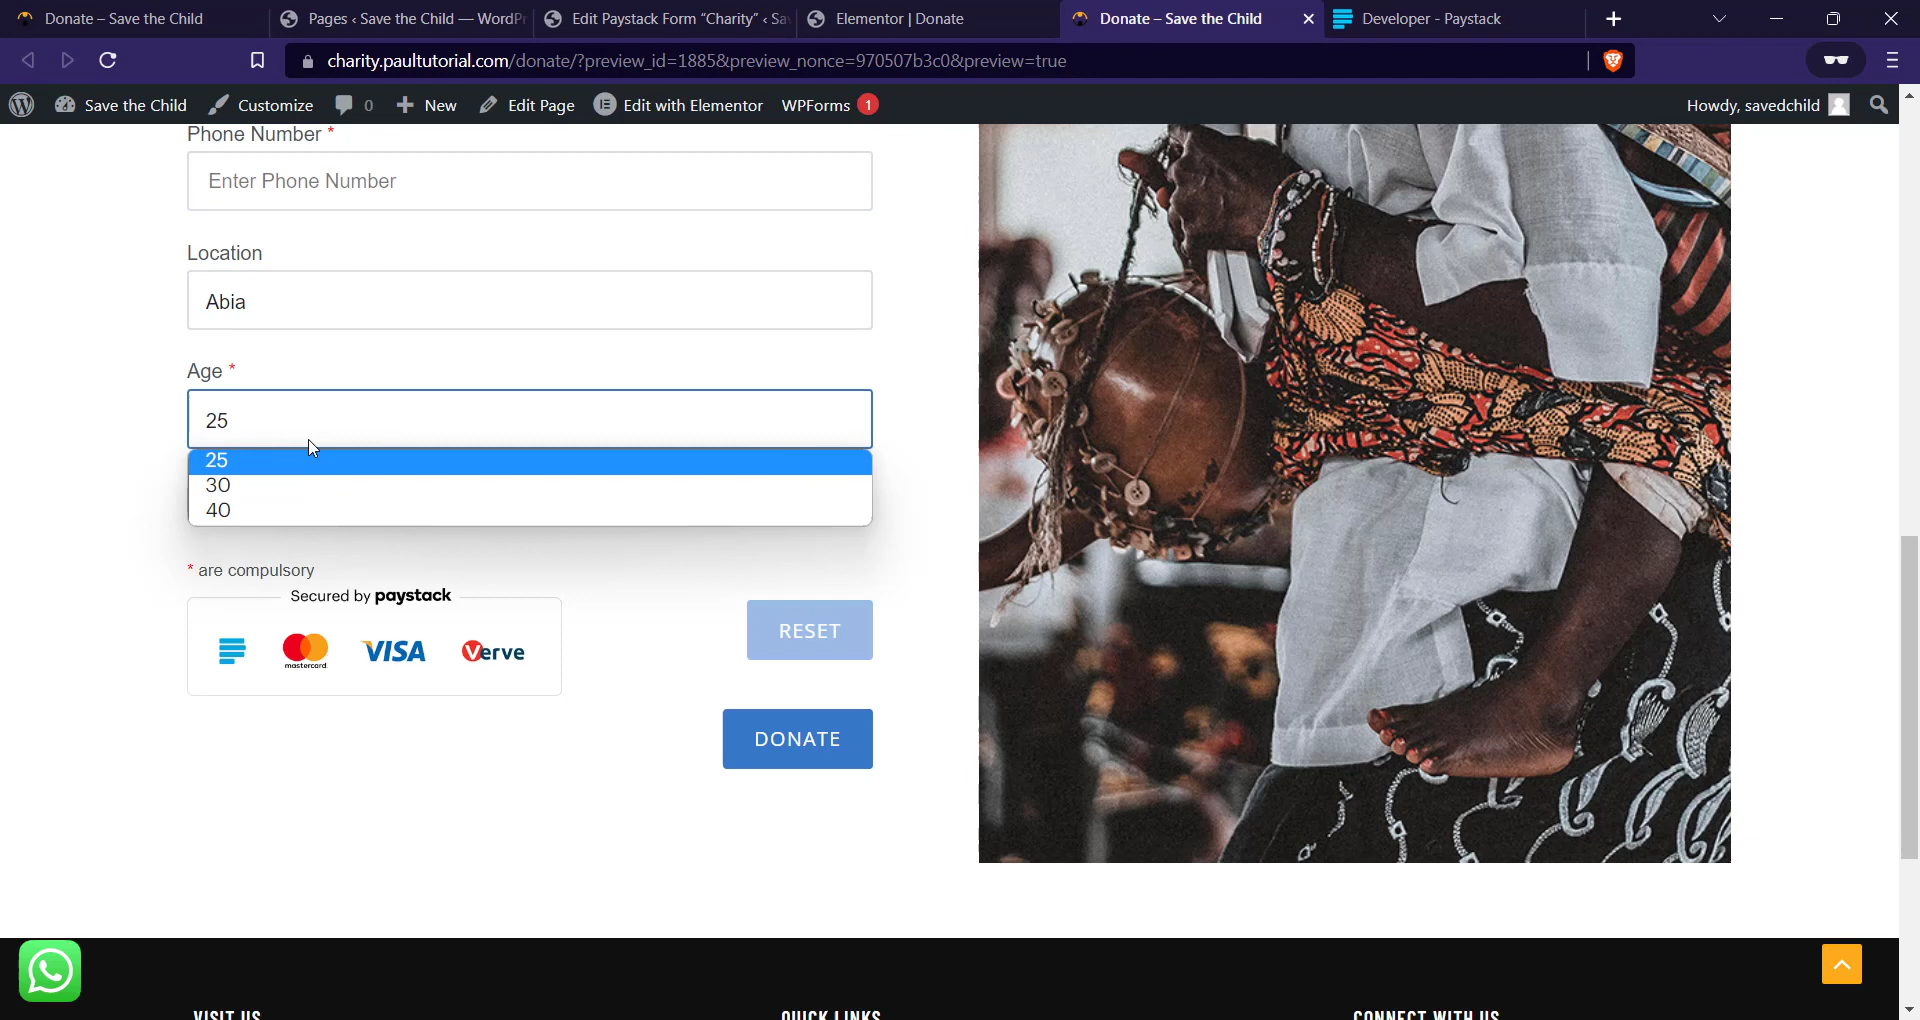 Donate – Save the Child
Pages ‹ Save the Child — WordPr
Edit Paystack Form “Charity” ‹ Sa
Elementor | Donate
Donate – Save the Child
Developer - Paystack
charity.paultutorial.com/donate/?preview_id=1885&preview_nonce=970507b3c0&preview=true
Save the Child
Customize
0
New
Edit Page
Edit with Elementor
WPForms 1
Howdy, savedchild
Phone Number *
Enter Phone Number
Location
Abia
Age *
25
25
30
40
* are compulsory
Secured by paystack
mastercard.
VISA
Verve
RESET
DONATE
VISIT US
QUICK LINKS
CONNECT WITH US